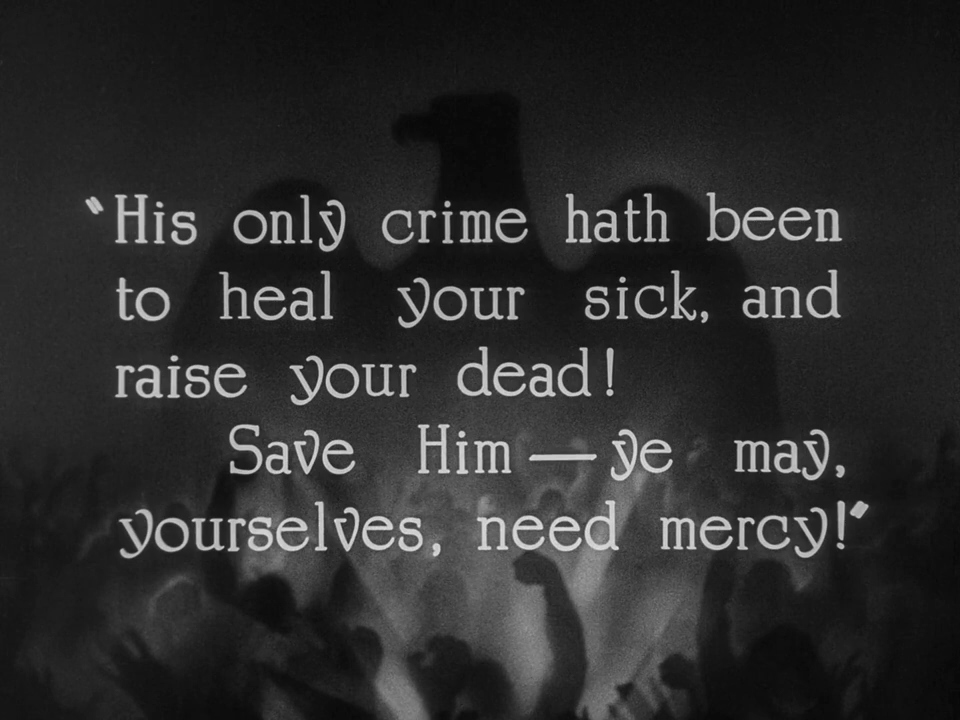 "His only crime hath been
to heal your sick, and
raise your dead!
Save Him — ye may,
yourselves, need mercy!"